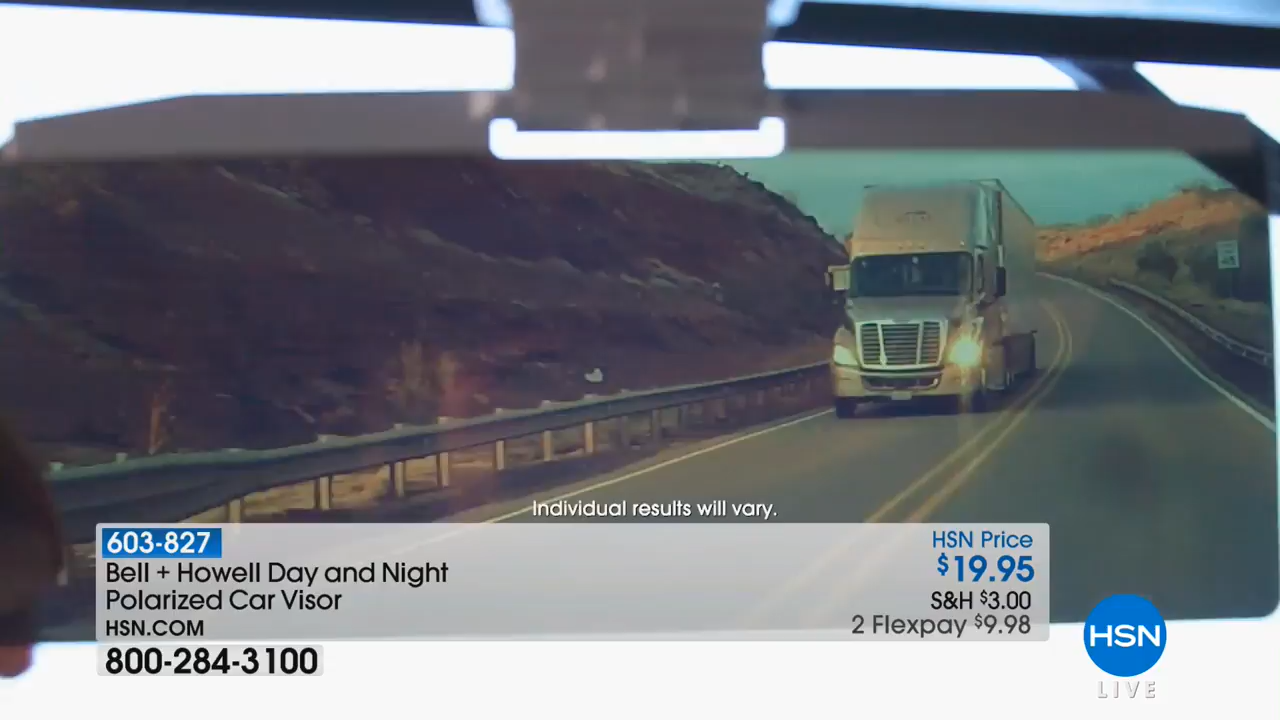 Individual results will vary.
603-827
Bell + Howell Day and Night
Polarized Car Visor
HSN.COM
800-284-3100
HSN Price
$19.95
S&H $3.00
2 Flexpay $9.98
HSN
LIVE